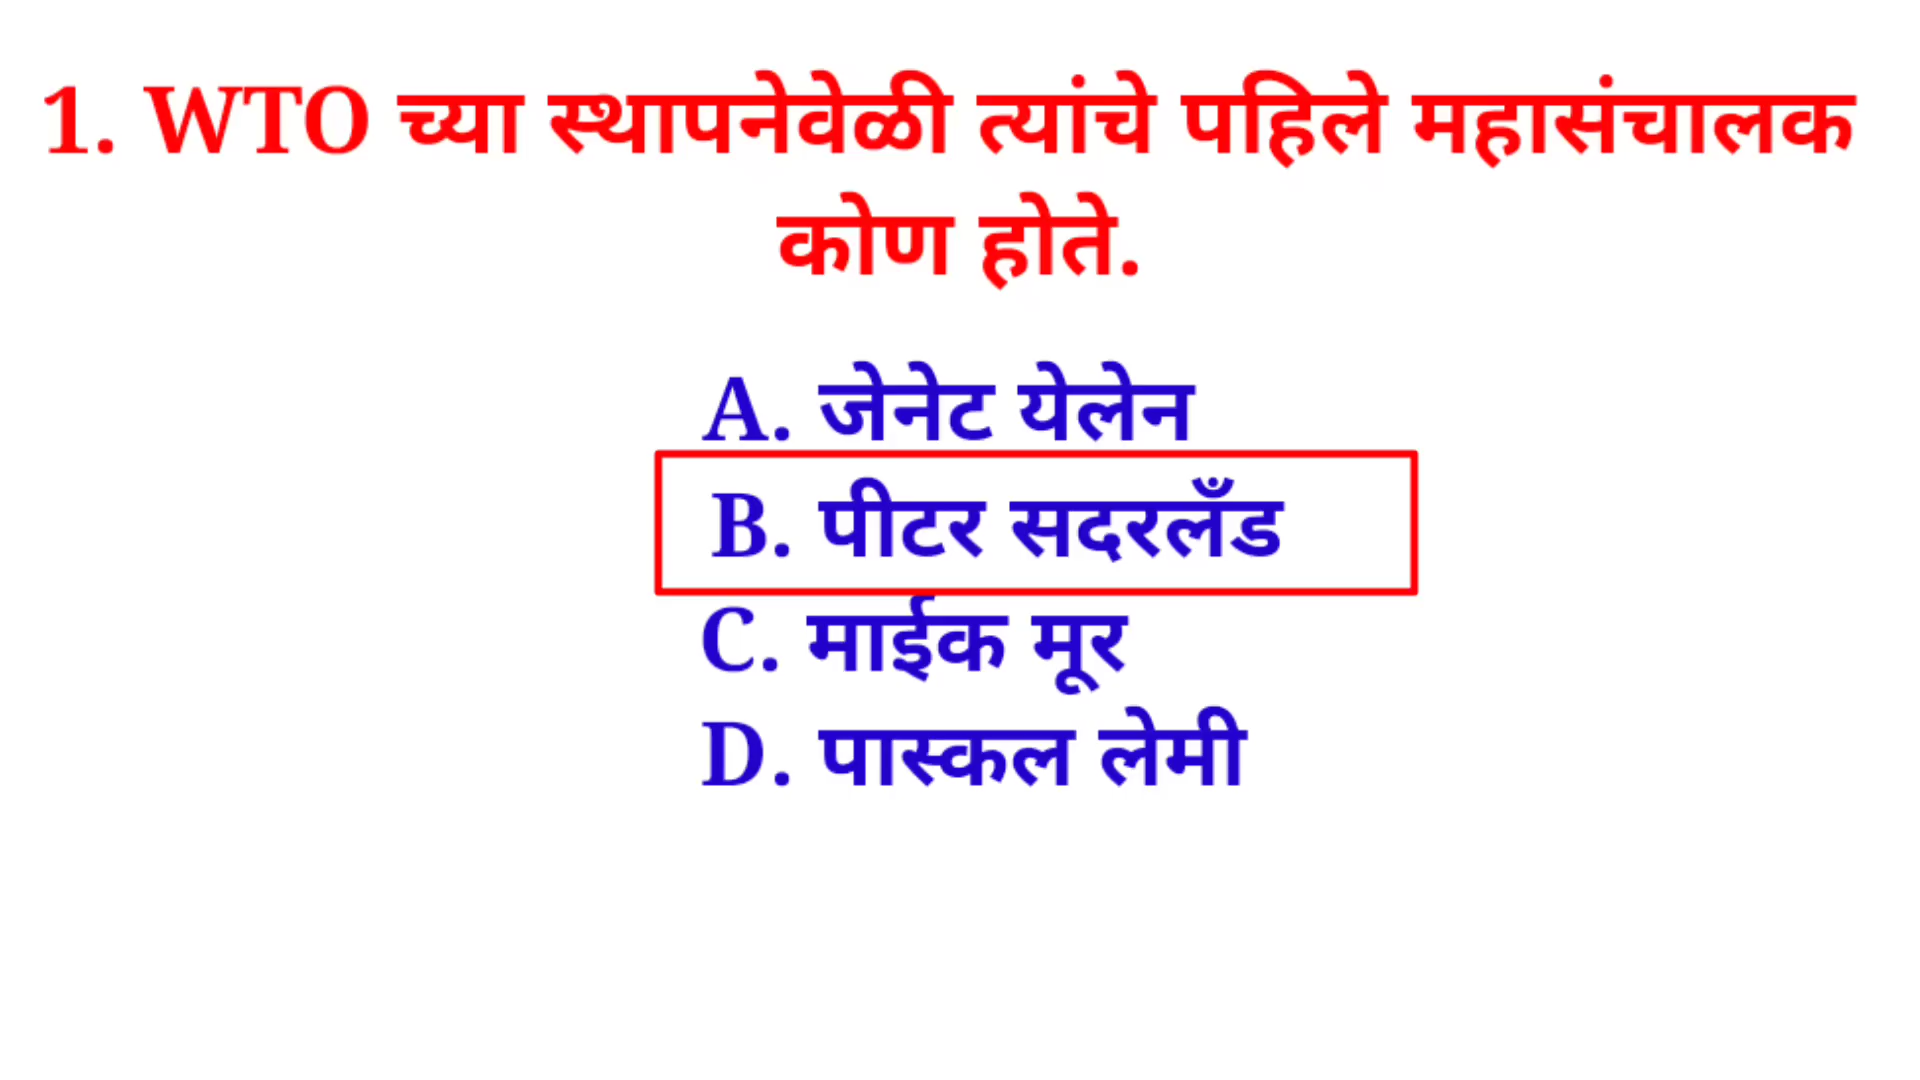 1. WTO च्या स्थापनेवेळी त्यांचे पहिले महासंचालक
कोण होते.
A. जेनेट येलेन
B. पीटर सदरलँड
C. माईक मूर
D. पास्कल लेमी